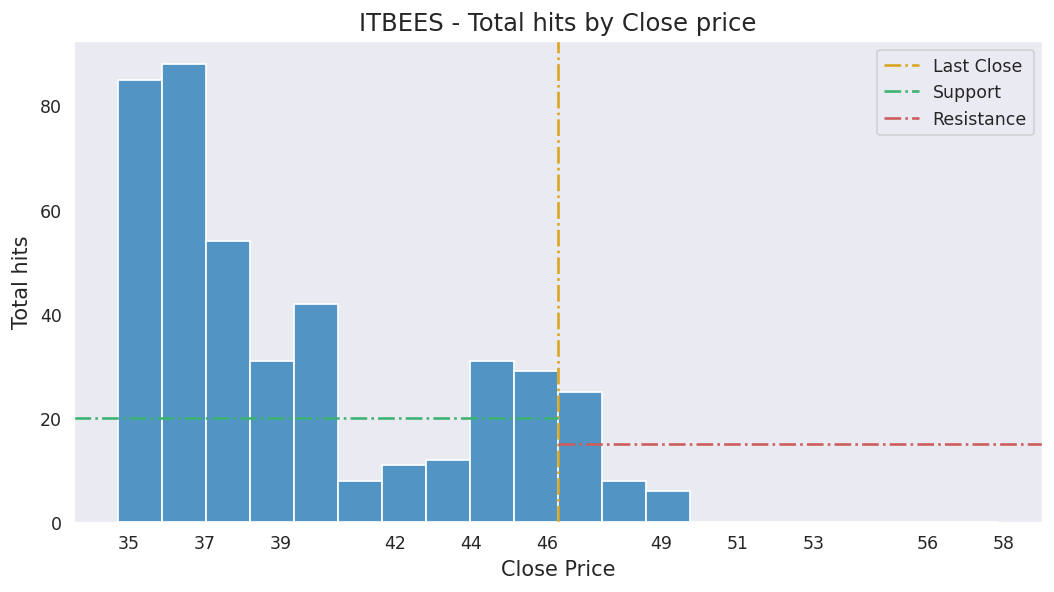 ITBEES - Total hits by Close price
Last Close
Support
Resistance
Total hits
80
60
40
20
0
35 37 39 42 44 46 49 51 53 56 58
Close Price